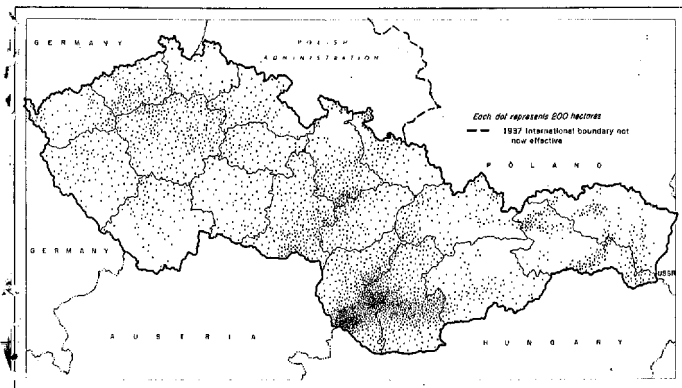 GERMANY
POLISH
ADMINISTRATION
Each dot represents 200 hectares
1937 International boundary not
now effective
POLAND
GERMANY
USSR
AUSTRIA
HUNGARY